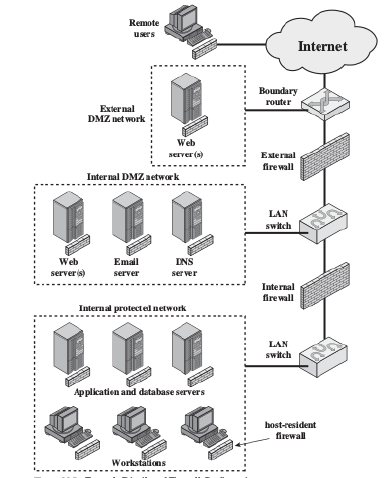 Remote
users
Internet
Boundary
router
External
DMZ network
Web
server(s)
External
firewall
Internal DMZ network
Web
server(s)
Email
server
DNS
server
LAN
switch
Internal
firewall
Internal protected network
LAN
switch
Application and database servers
host-resident
firewall
Workstations